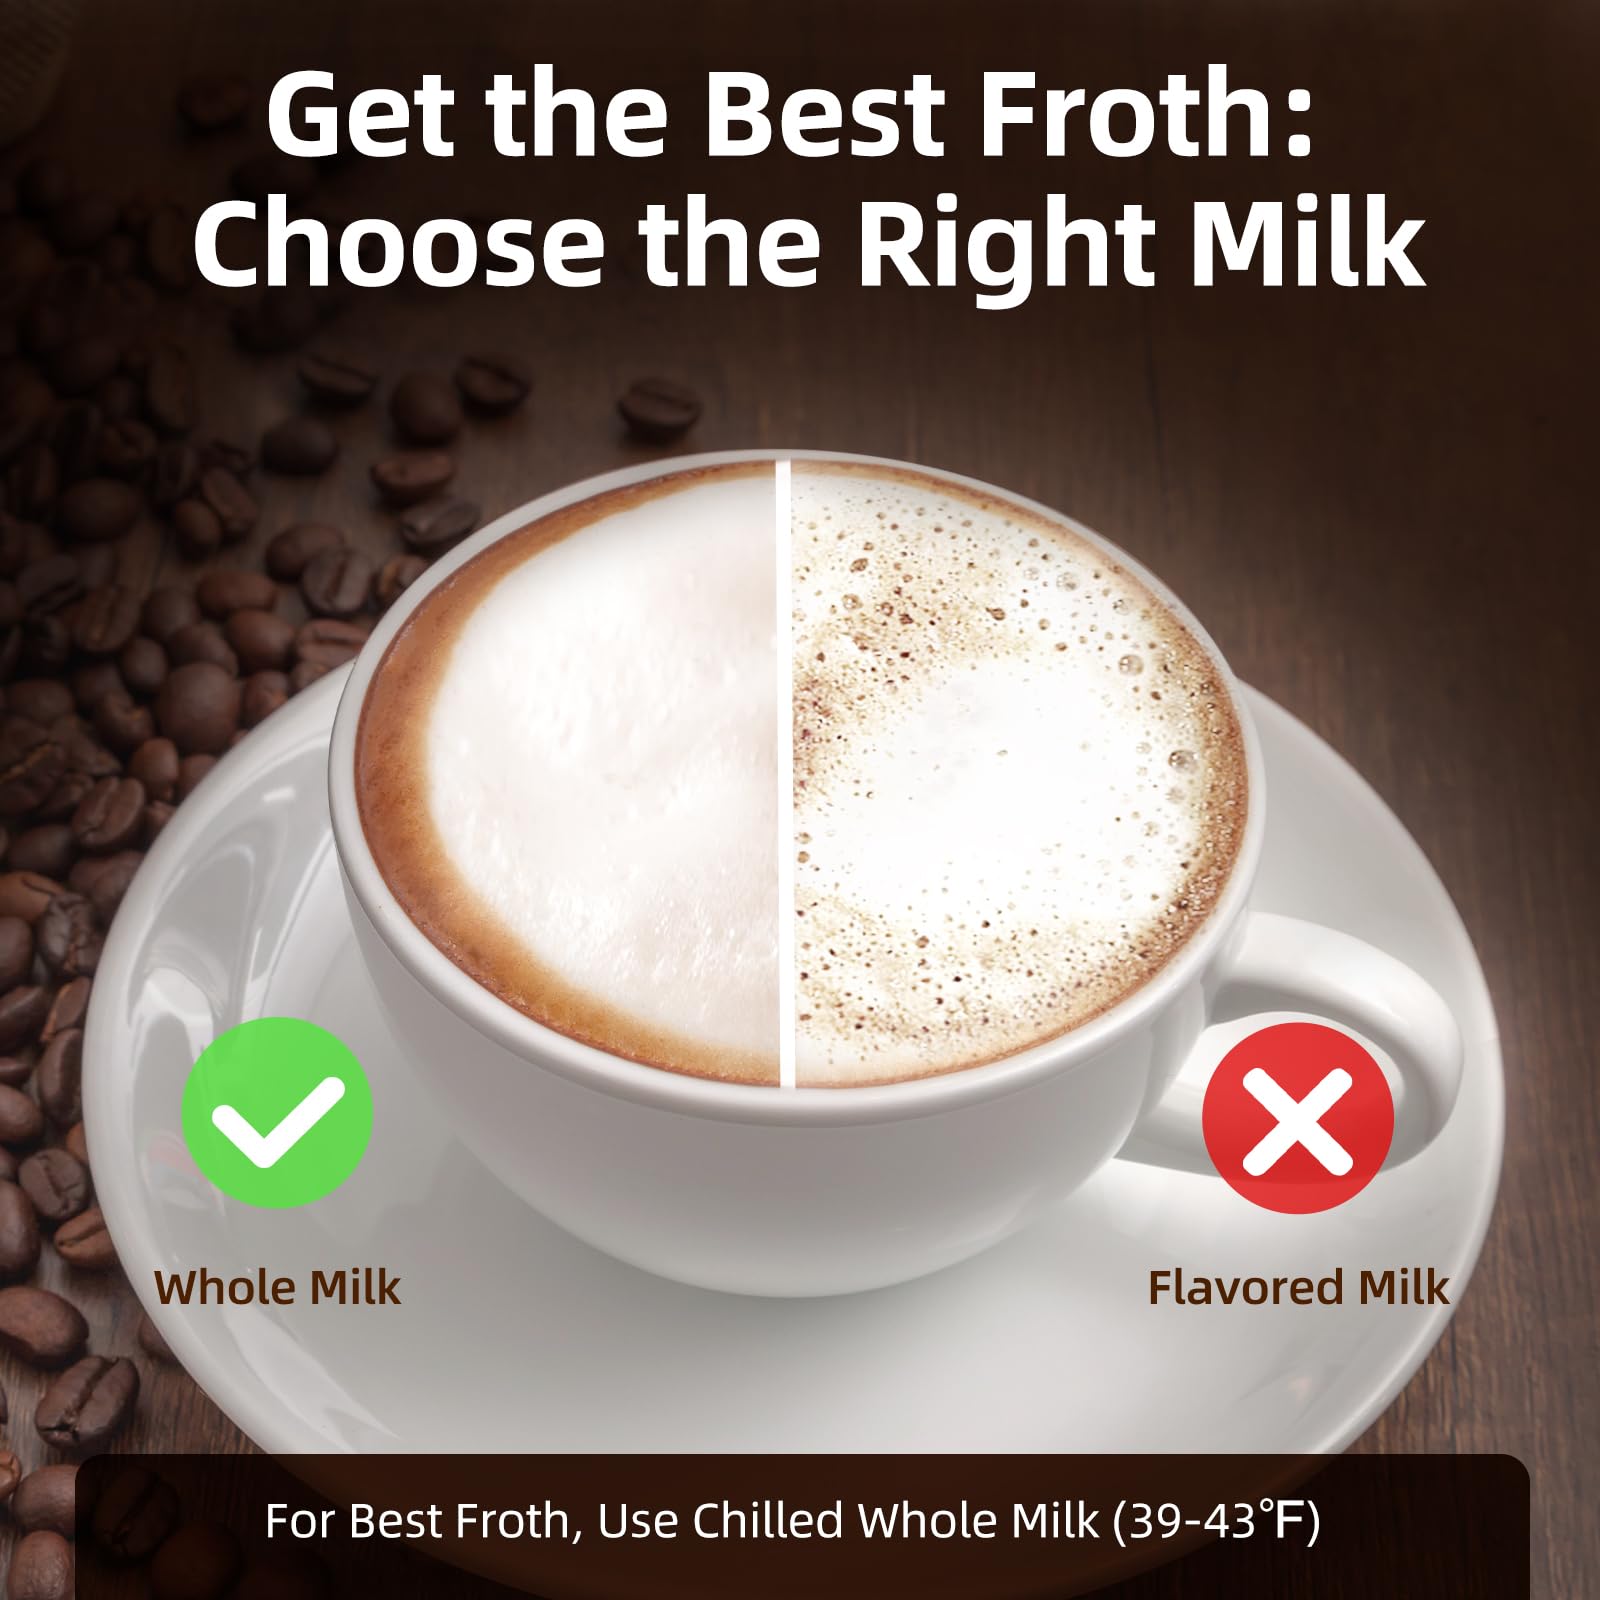 Get the Best Froth:
Choose the Right Milk
Whole Milk
Flavored Milk
For Best Froth, Use Chilled Whole Milk (39-43℉)